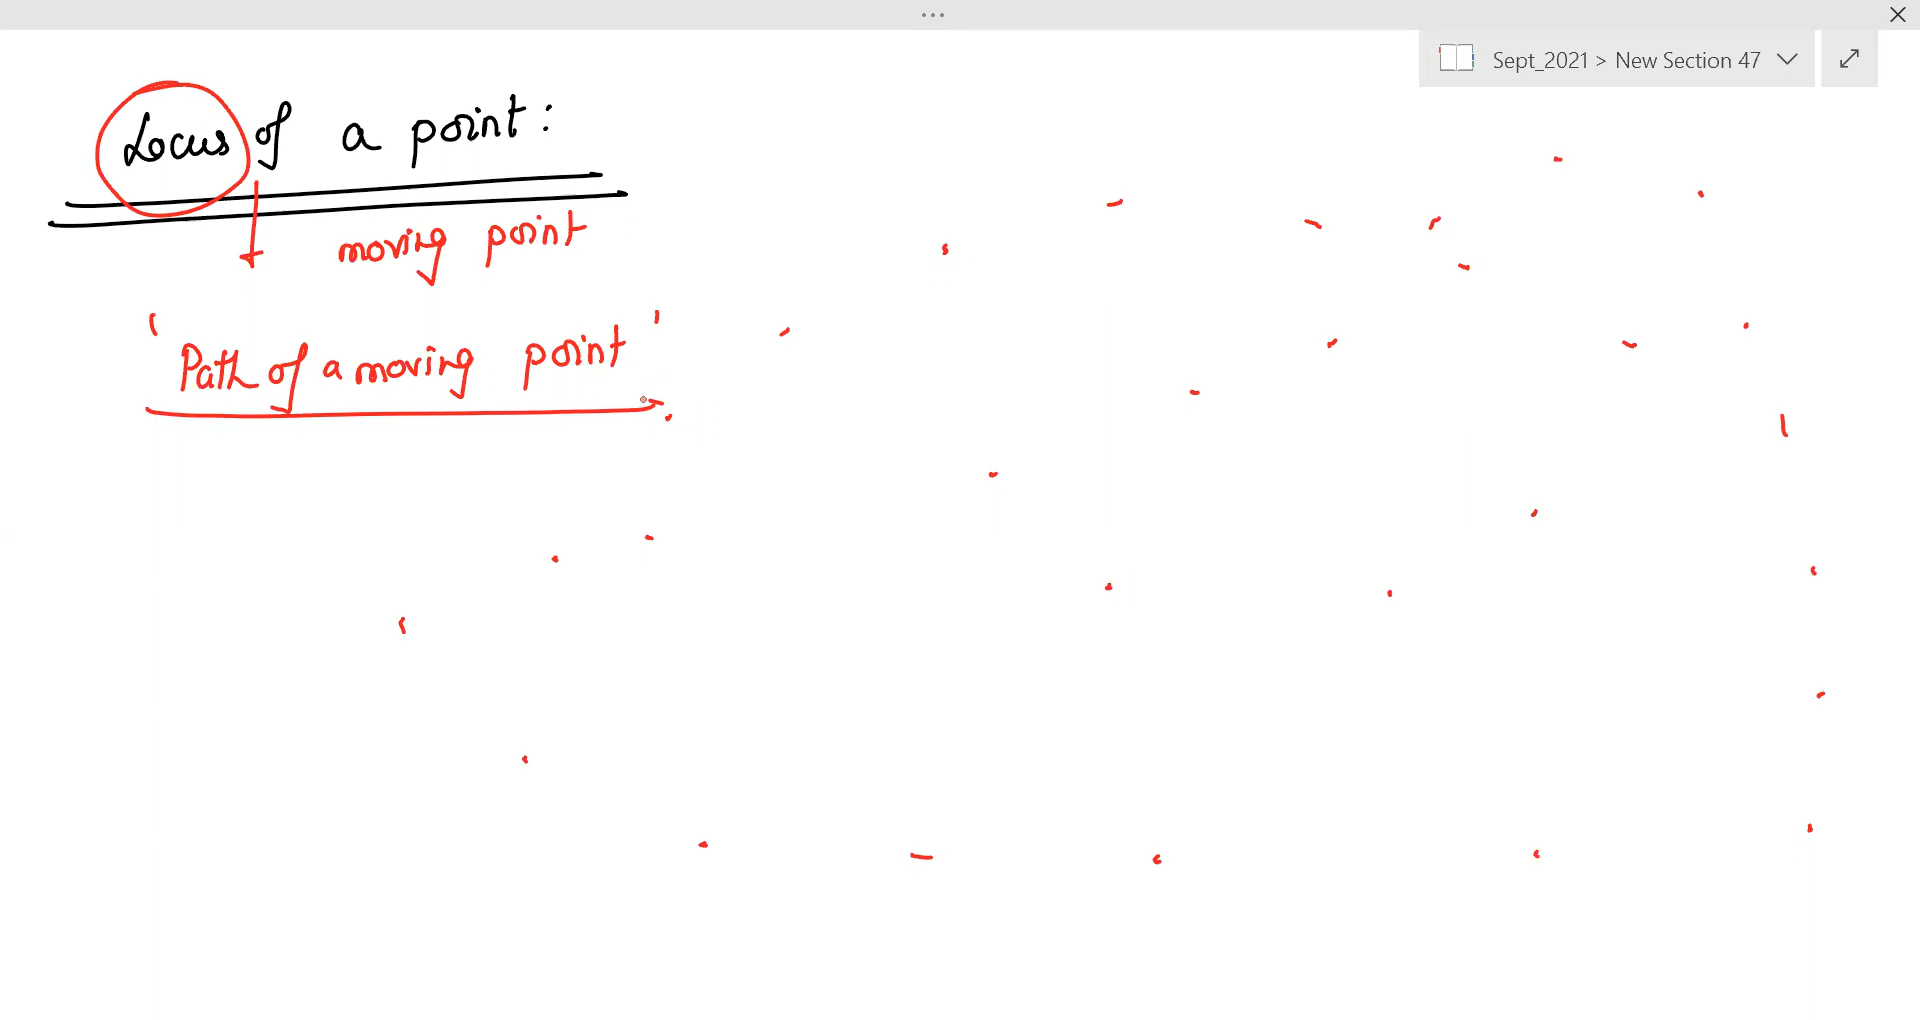 Sept_2021 > New Section 47
Locus of a point:
moving point
'Path of a moving point'